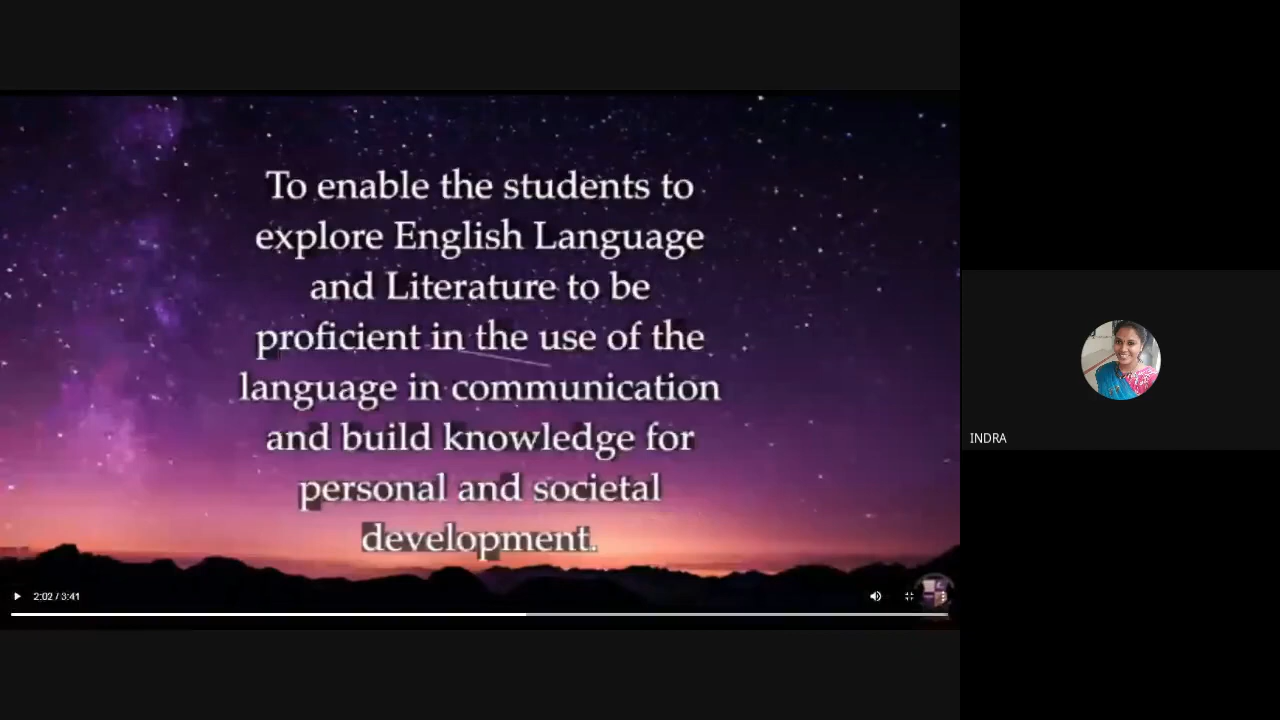 To enable the students to
explore English Language
and Literature to be
proficient in the use of the
language in communication
and build knowledge for
personal and societal
development.
2:02 / 3:41
INDRA